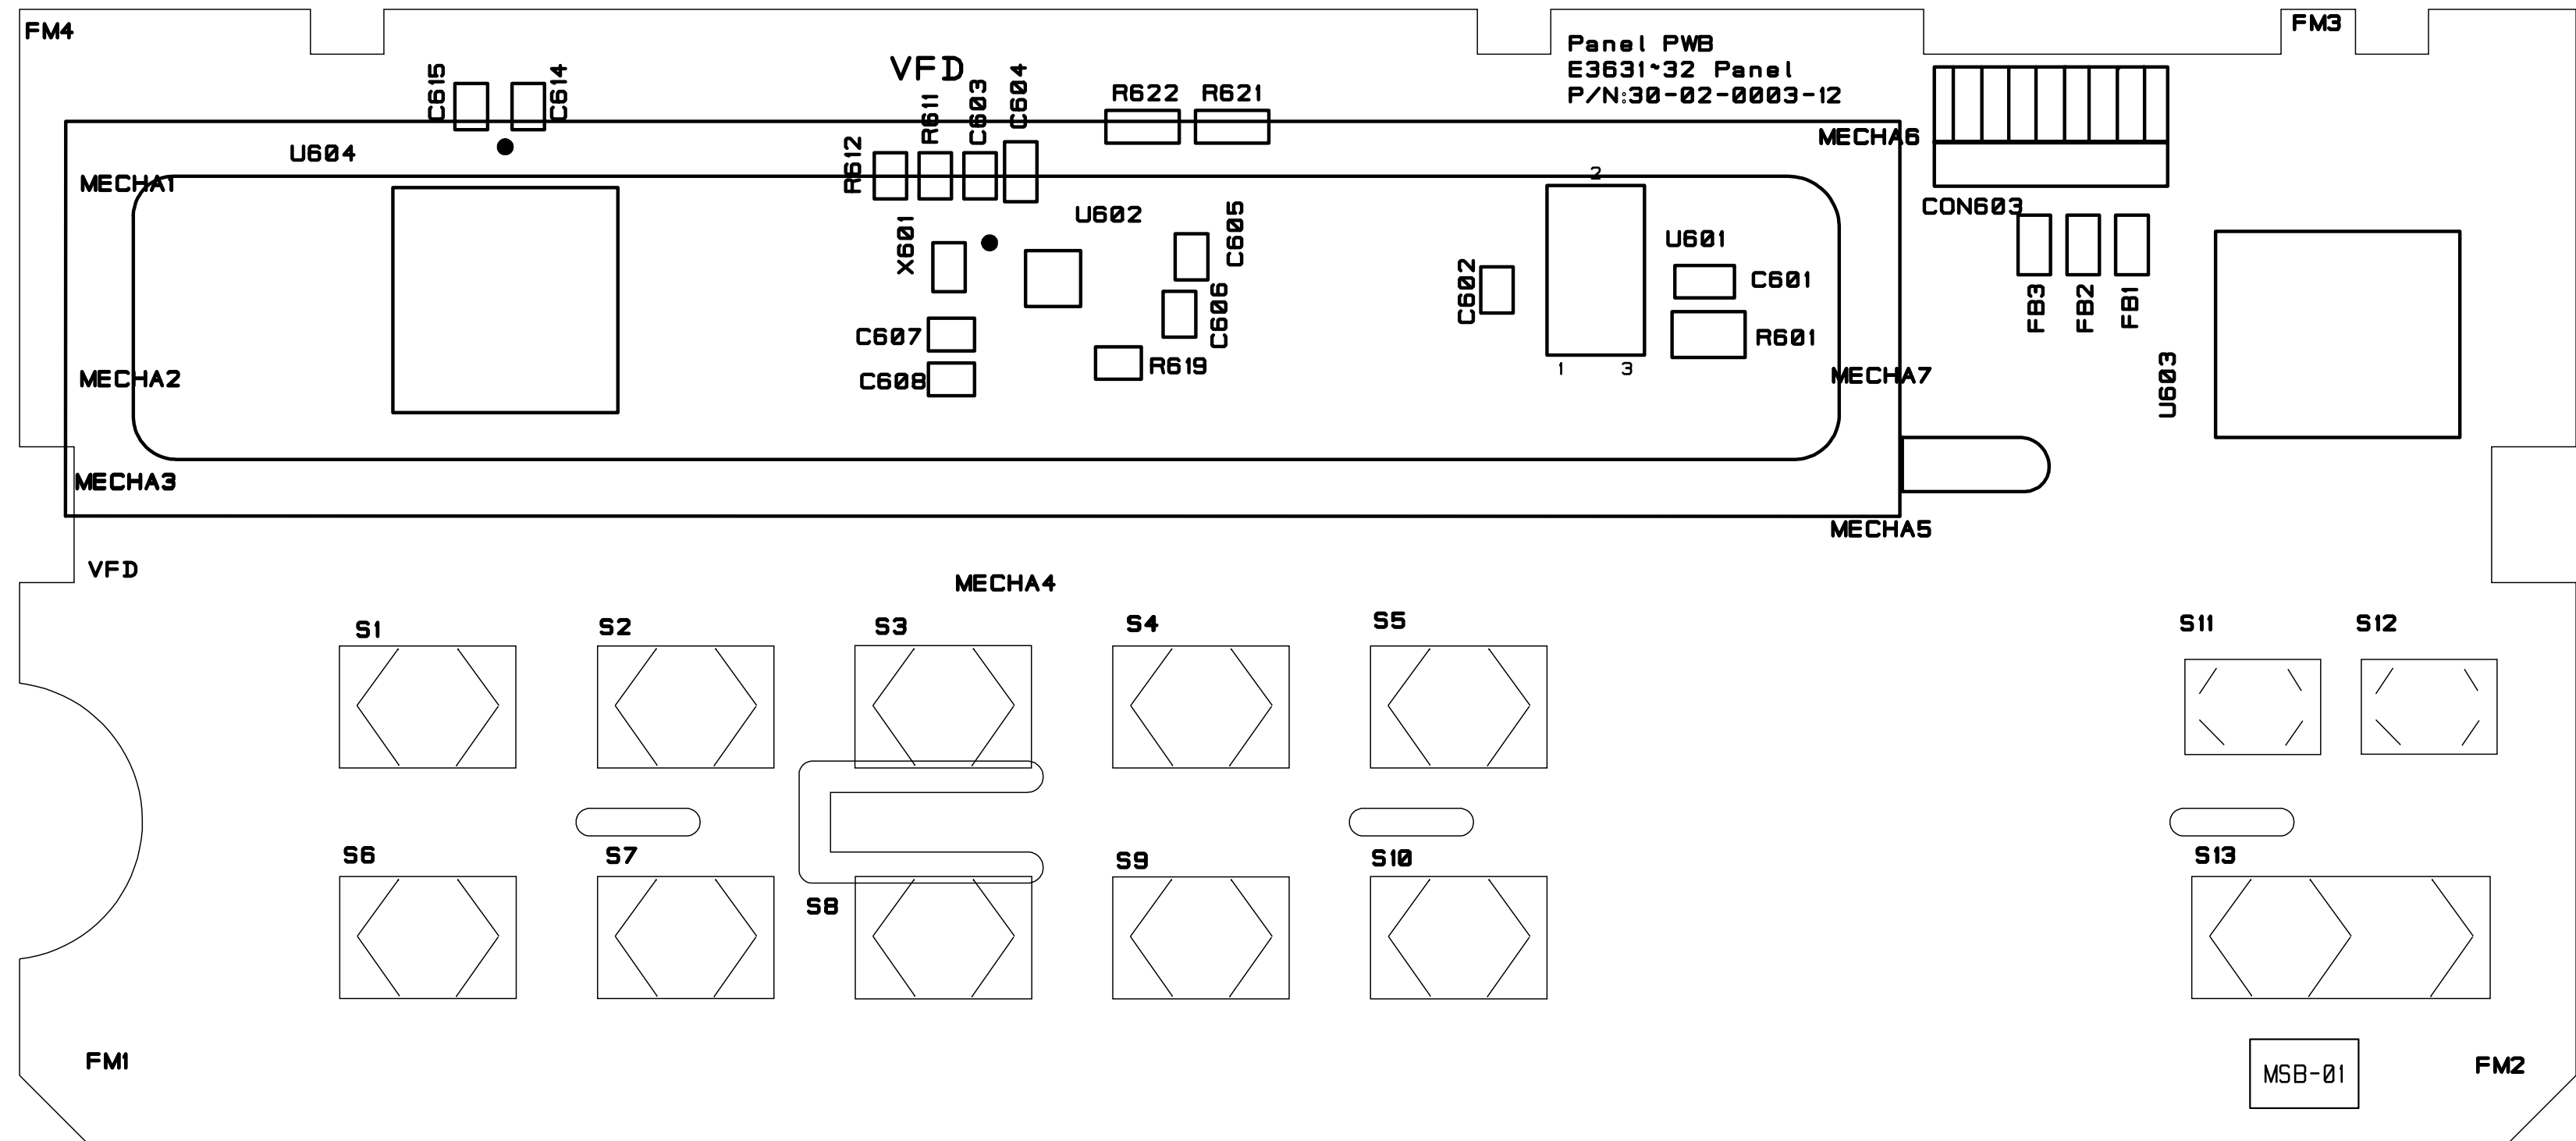 FM4
FM3
Panel PWB
E3631~32 Panel
P/N:30-02-0003-12
VFD
C615
C614
R611
C603
C604
R622
R621
MECHA6
U604
R612
MECHA1
2
U602
CON603
X601
C605
U601
C602
C601
C606
FB3
FB2
FB1
C607
R601
R619
1
3
C608
MECHA2
MECHA7
U603
MECHA3
MECHA5
VFD
MECHA4
S1
S2
S3
S4
S5
S11
S12
S6
S7
S9
S10
S13
S8
FM1
MSB-01
FM2